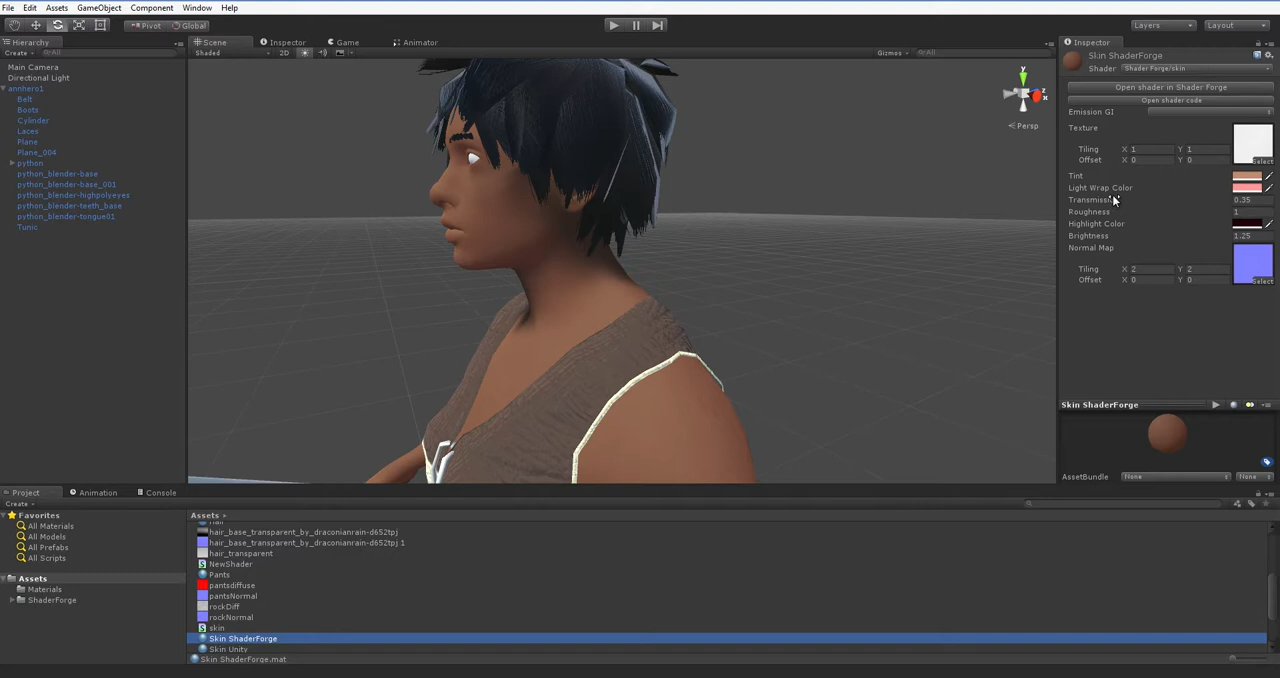 File Edit Assets GameObject Component Window Help
Pivot Global Layers Layout
Hierarchy Scene Inspector Game Animator Inspector
Create All Shaded 2D Gizmos All
Skin ShaderForge
Shader Shader Forge/skin
Main Camera
Directional Light
annhero1
Belt
Boots
Cylinder
Laces
Plane
Plane_004
python
python_blender-base
python_blender-base_001
python_blender-highpolyeyes
python_blender-teeth_base
python_blender-tongue01
Tunic
y
z
x
Persp
Open shader in Shader Forge
Open shader code
Emission GI
Texture
Tiling X 1 Y 1
Offset X 0 Y 0
Select
Tint
Light Wrap Color
0.35
Roughness 1
Highlight Color
Brightness 1.25
Normal Map
Tiling X 2 Y 2
Offset X 0 Y 0
Select
Skin ShaderForge
AssetBundle None None
Project Animation Console
Create
Favorites
All Materials
All Models
All Prefabs
All Scripts
Assets
Materials
ShaderForge
Assets
hair_base_transparent_by_draconianrain-d652tpj
hair_base_transparent_by_draconianrain-d652tpj 1
hair_transparent
NewShader
Pants
pantsdiffuse
pantsNormal
rockDiff
rockNormal
skin
Skin ShaderForge
Skin Unity
Skin ShaderForge.mat